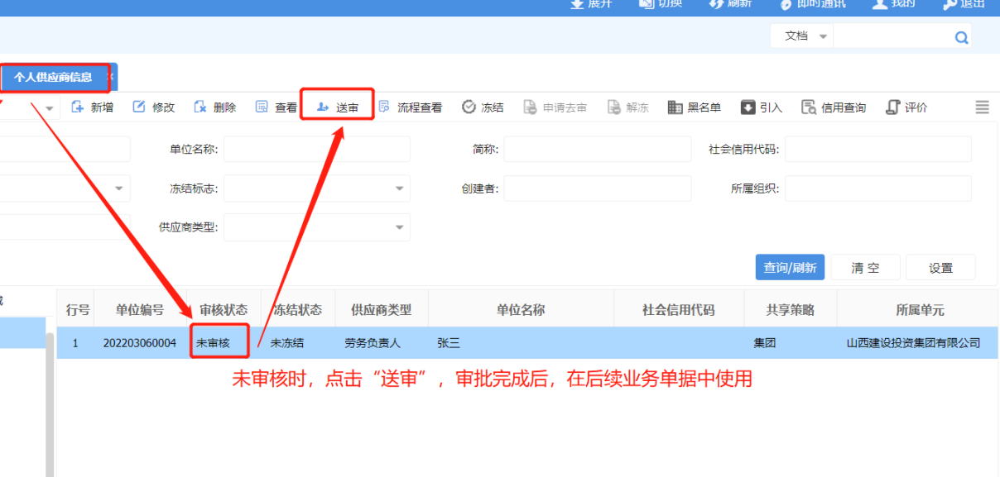 展开 切换 刷新 即时通讯 我的 退出
文档
个人供应商信息
新增 修改 删除 查看 送审 流程查看 冻结 申请去审 解冻 黑名单 引入 信用查询 评价
单位名称: 简称: 社会信用代码:
冻结标志: 创建者: 所属组织:
供应商类型:
查询/刷新 清空 设置
行号 单位编号 审核状态 冻结状态 供应商类型 单位名称 社会信用代码 共享策略 所属单元
1 202203060004 未审核 未冻结 劳务负责人 张三 集团 山西建设投资集团有限公司
未审核时，点击“送审”，审批完成后，在后续业务单据中使用